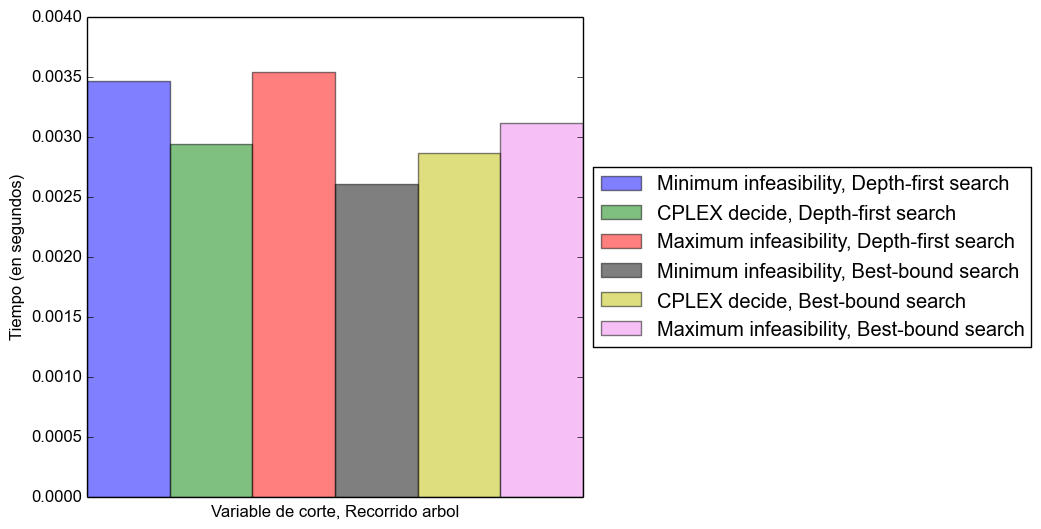 0.0040
0.0035
0.0030
0.0025
0.0020
0.0015
0.0010
0.0005
0.0000
Tiempo (en segundos)
Variable de corte, Recorrido arbol
Minimum infeasibility, Depth-first search
CPLEX decide, Depth-first search
Maximum infeasibility, Depth-first search
Minimum infeasibility, Best-bound search
CPLEX decide, Best-bound search
Maximum infeasibility, Best-bound search